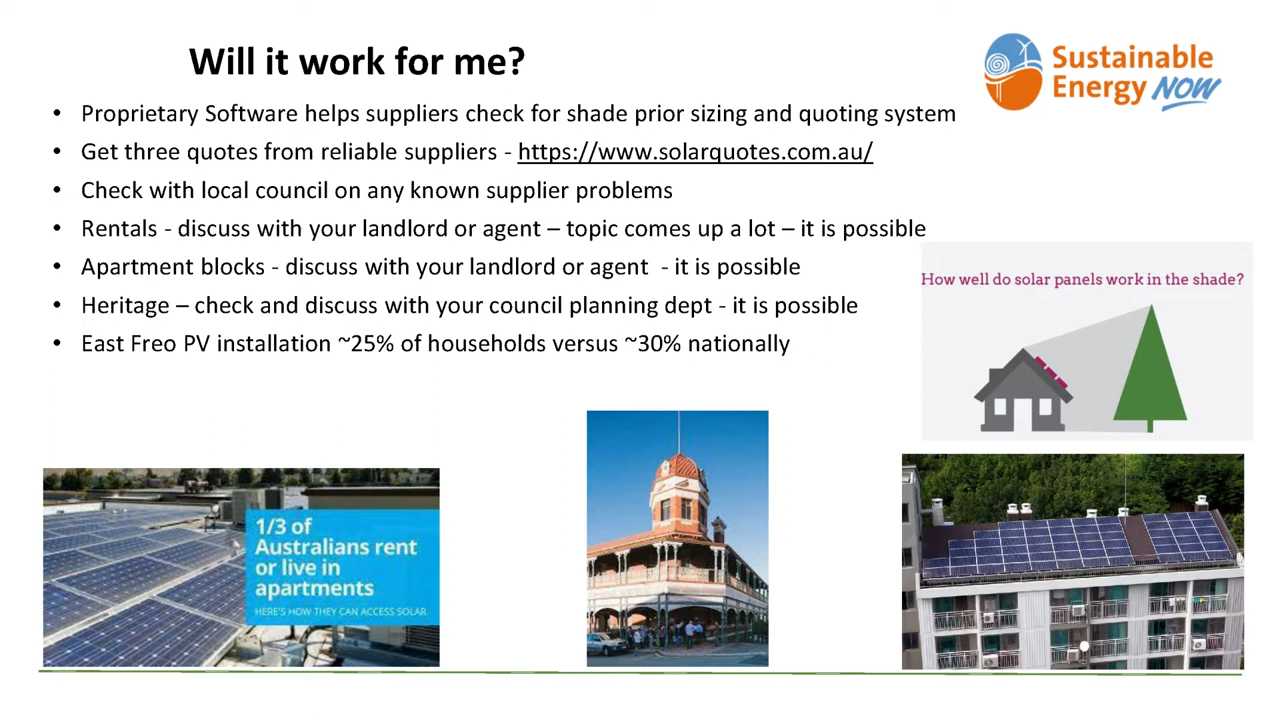 Will it work for me?
Sustainable
Energy NOW
• Proprietary Software helps suppliers check for shade prior sizing and quoting system
• Get three quotes from reliable suppliers - https://www.solarquotes.com.au/
• Check with local council on any known supplier problems
• Rentals - discuss with your landlord or agent – topic comes up a lot – it is possible
• Apartment blocks - discuss with your landlord or agent - it is possible
• Heritage – check and discuss with your council planning dept - it is possible
• East Freo PV installation ~25% of households versus ~30% nationally
How well do solar panels work in the shade?
1/3 of
Australians rent
or live in
apartments
HERE'S HOW THEY CAN ACCESS SOLAR